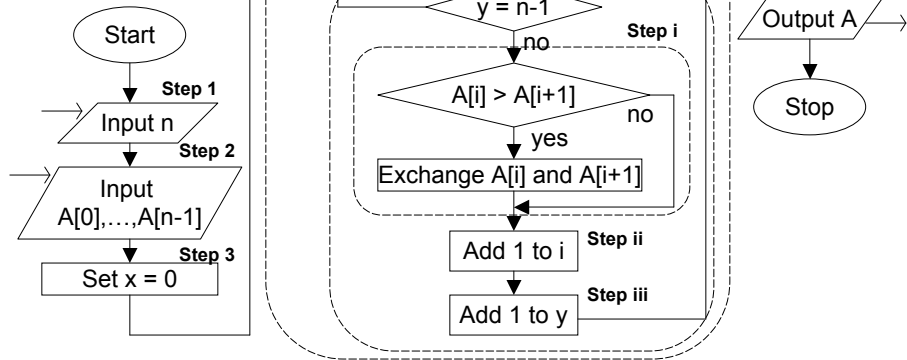 Start
Step 1
Input n
Step 2
Input
A[0],...,A[n-1]
Step 3
Set x = 0
y = n-1
no
Step i
A[i] > A[i+1]
no
yes
Exchange A[i] and A[i+1]
Add 1 to i
Step ii
Add 1 to y
Step iii
Output A
Stop